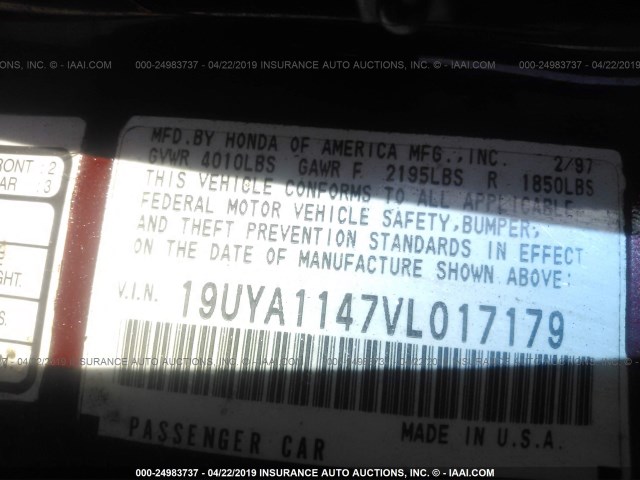 000-24983737 - 04/22/2019 INSURANCE AUTO AUCTIONS, INC. - IAAI.COM
MFD.BY HONDA OF AMERICA MFG.,INC. 2/97
GVWR 4010LBS GAWR F 2195LBS R 1850LBS
THIS VEHICLE CONFORMS TO ALL APPLICABLE
FEDERAL MOTOR VEHICLE SAFETY,BUMPER,
AND THEFT PREVENTION STANDARDS IN EFFECT
ON THE DATE OF MANUFACTURE SHOWN ABOVE:
V.I.N. 19UYA1147VL017179
000-24983737 - 04/22/2019 INSURANCE AUTO AUCTIONS, INC. - IAAI.COM
PASSENGER CAR MADE IN U.S.A.
000-24983737 - 04/22/2019 INSURANCE AUTO AUCTIONS, INC. - IAAI.COM